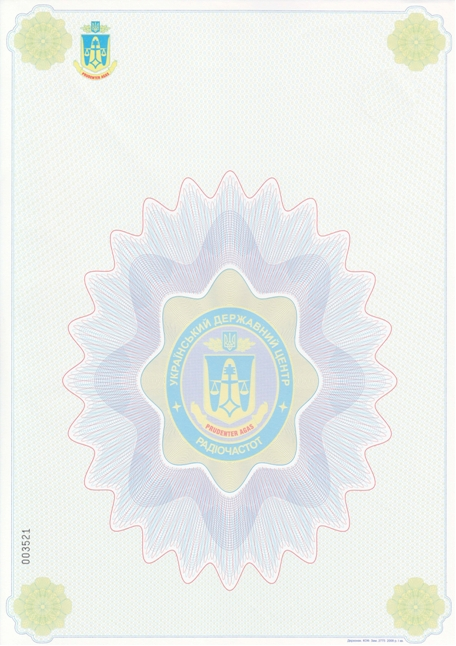 PRUDENTER AGAS
УКРАЇНСЬКИЙ ДЕРЖАВНИЙ ЦЕНТР
PRUDENTER AGAS
РАДІОЧАСТОТ
003521